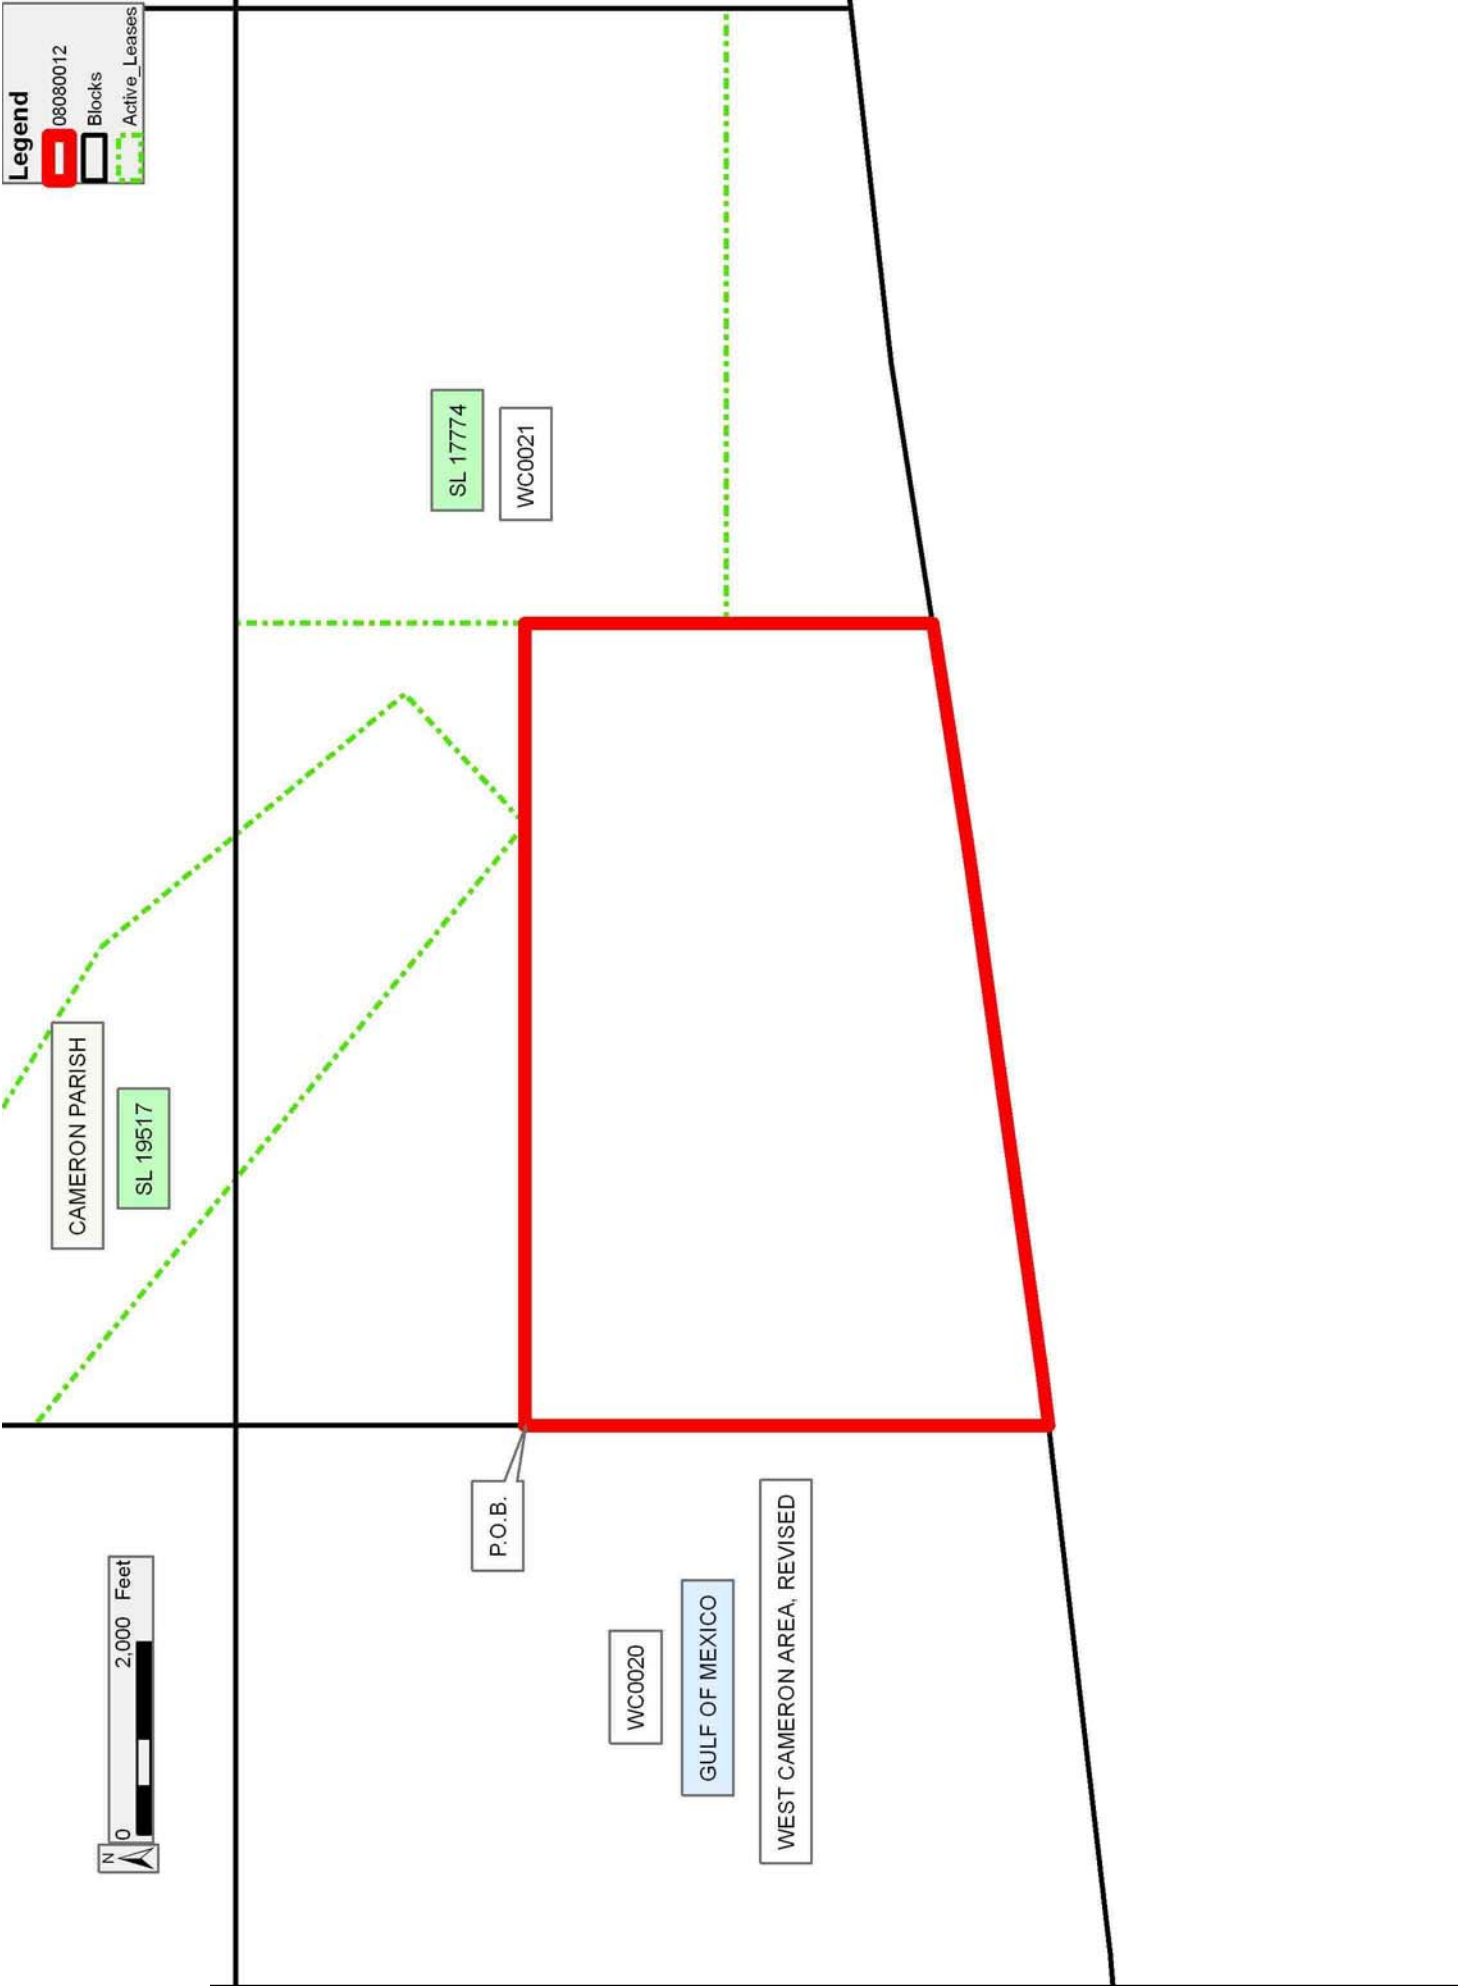 0 2,000 Feet
N
CAMERON PARISH
SL 19517
Legend
08080012
Blocks
Active_Leases
P.O.B.
SL 17774
WC0021
WC0020
GULF OF MEXICO
WEST CAMERON AREA, REVISED